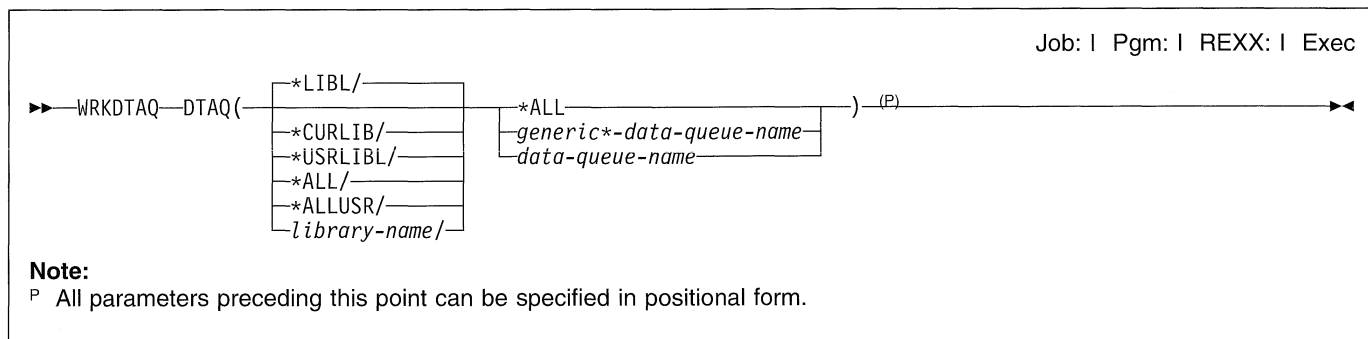 Job: I Pgm: I REXX: I Exec
*LIBL/
WRKDTAQ DTAQ( *ALL ) (P)
*CURLIB/ generic*-data-queue-name
*USRLIBL/ data-queue-name
*ALL/
*ALLUSR/
library-name/
Note:
P All parameters preceding this point can be specified in positional form.